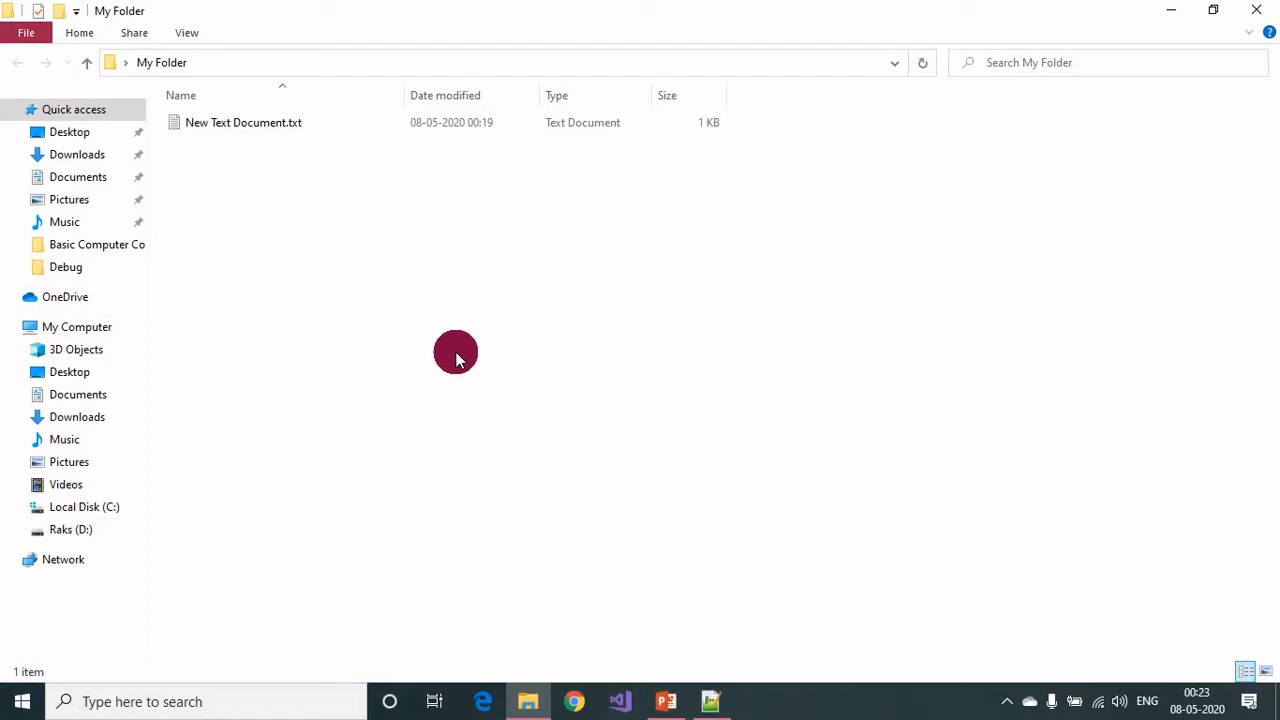 My Folder
File Home Share View
My Folder
Search My Folder
Name Date modified Type Size
New Text Document.txt 08-05-2020 00:19 Text Document 1 KB
Quick access
Desktop
Downloads
Documents
Pictures
Music
Basic Computer Co
Debug
OneDrive
My Computer
3D Objects
Desktop
Documents
Downloads
Music
Pictures
Videos
Local Disk (C:)
Raks (D:)
Network
1 item
Type here to search
ENG
00:23
08-05-2020